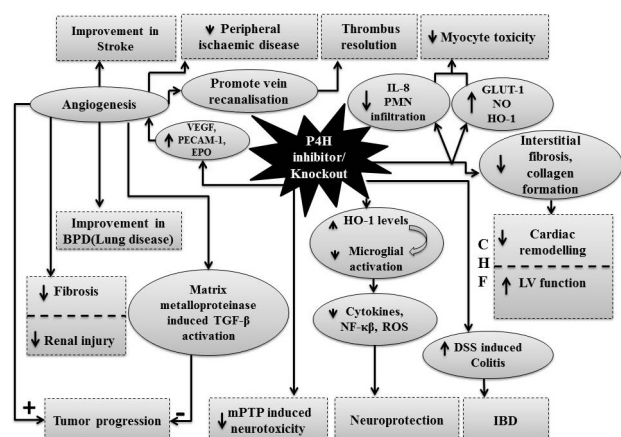 Improvement in
Stroke
Peripheral
ischaemic disease
Thrombus
resolution
Myocyte toxicity
Angiogenesis
Promote vein
recanalisation
IL-8
PMN
infiltration
GLUT-1
NO
HO-1
VEGF,
PECAM-1,
EPO
P4H
inhibitor/
Knockout
Interstitial
fibrosis,
collagen
formation
Improvement in
BPD(Lung disease)
HO-1 levels
Microglial
activation
C
H
F
Cardiac
remodelling
LV function
Fibrosis
Renal injury
Matrix
metalloproteinase
induced TGF-β
activation
Cytokines,
NF-κβ, ROS
DSS induced
Colitis
+
-
Tumor progression
mPTP induced
neurotoxicity
Neuroprotection
IBD